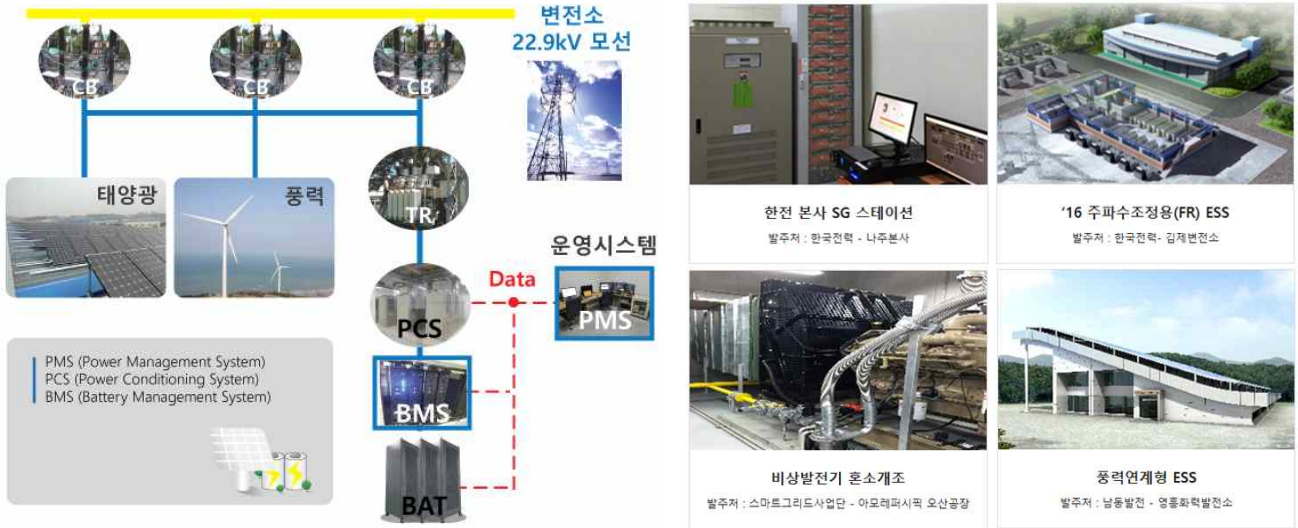 변전소
22.9kV 모선
CB
CB
CB
태양광
풍력
TR
운영시스템
Data
PCS
PMS
PMS (Power Management System)
PCS (Power Conditioning System)
BMS (Battery Management System)
BMS
BAT
한전 본사 SG 스테이션
발주처 : 한국전력 - 나주본사
‘16 주파수조정용(FR) ESS
발주처 : 한국전력- 김제변전소
비상발전기 혼소개조
발주처 : 스마트그리드사업단 - 아모레퍼시픽 오산공장
풍력연계형 ESS
발주처 : 남동발전 - 영흥화력발전소